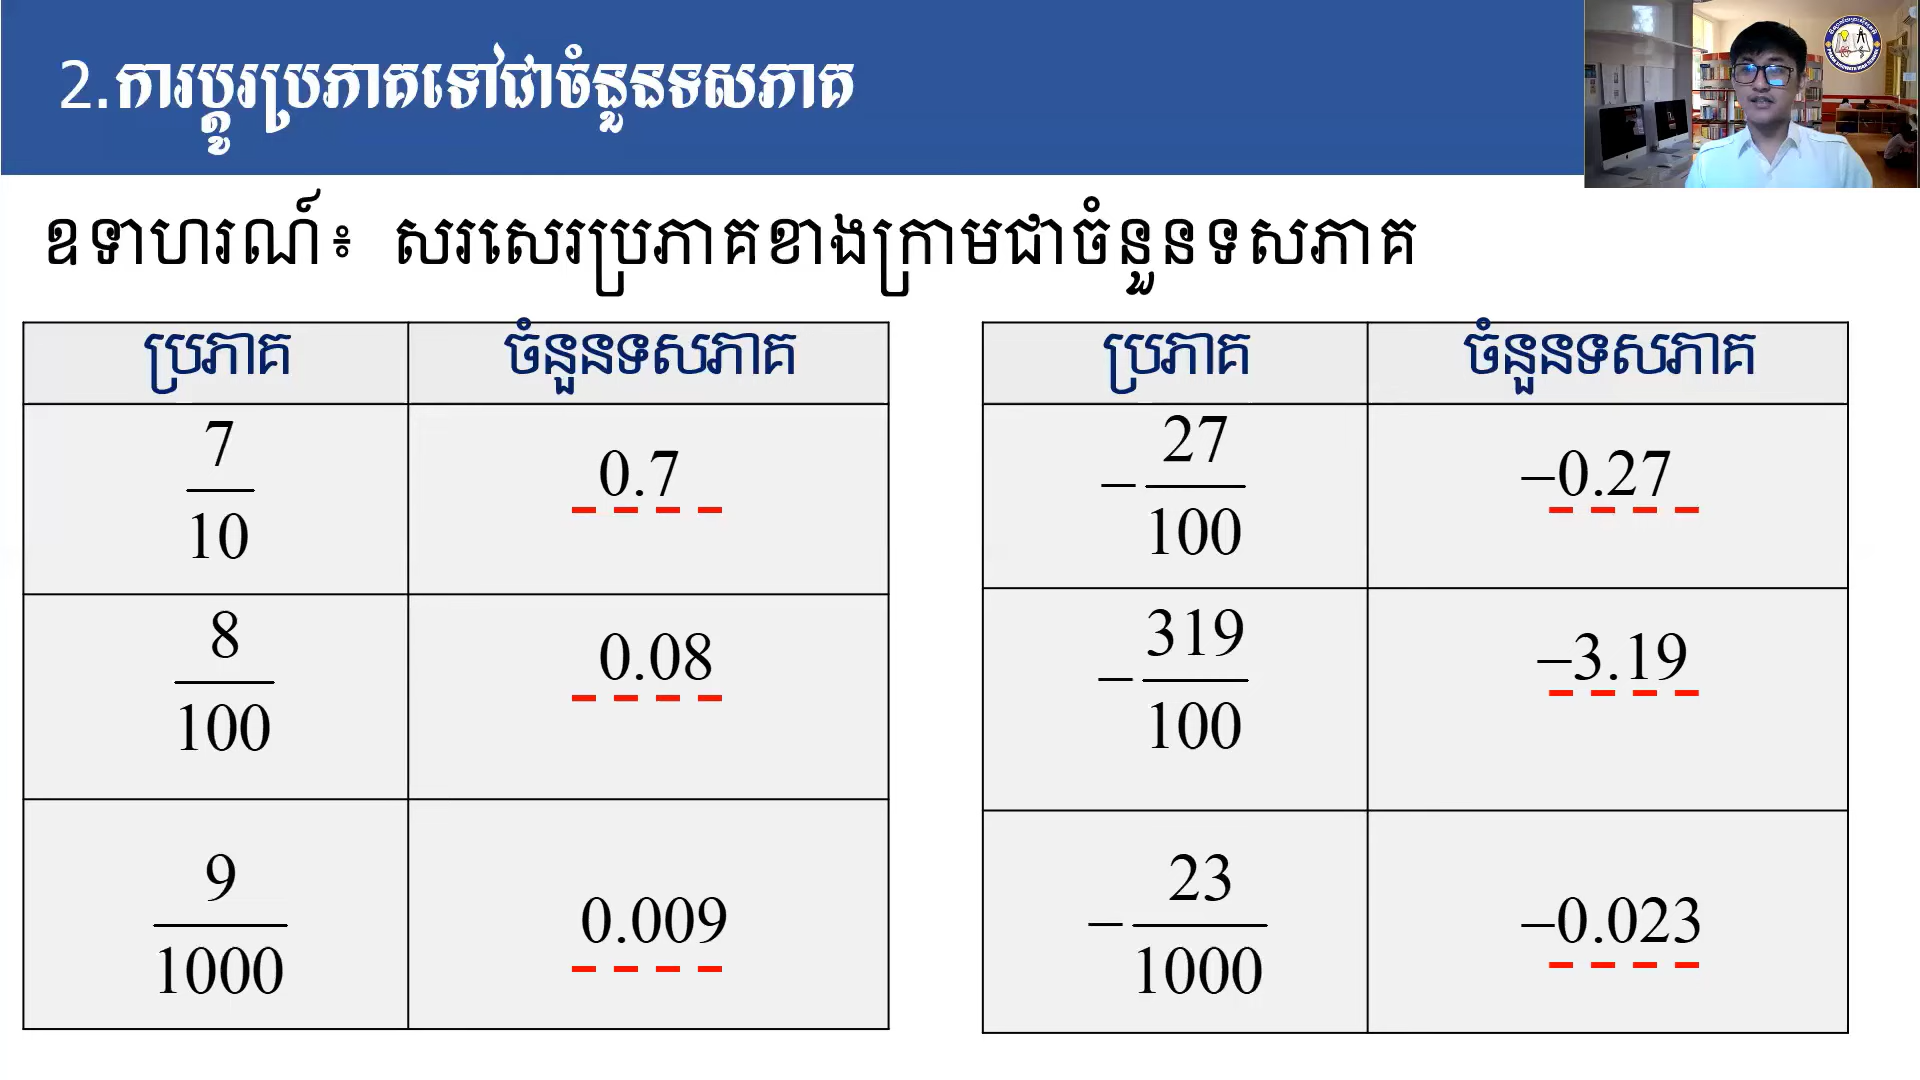 2.ការប្តូរប្រភាគទៅជាចំនួនទសភាគ
ឧទាហរណ៍៖ សរសេរប្រភាគខាងក្រាមជាចំនួនទសភាគ
ប្រភាគ ចំនួនទសភាគ
7/10 0.7
8/100 0.08
9/1000 0.009
ប្រភាគ ចំនួនទសភាគ
−27/100 −0.27
−319/100 −3.19
−23/1000 −0.023